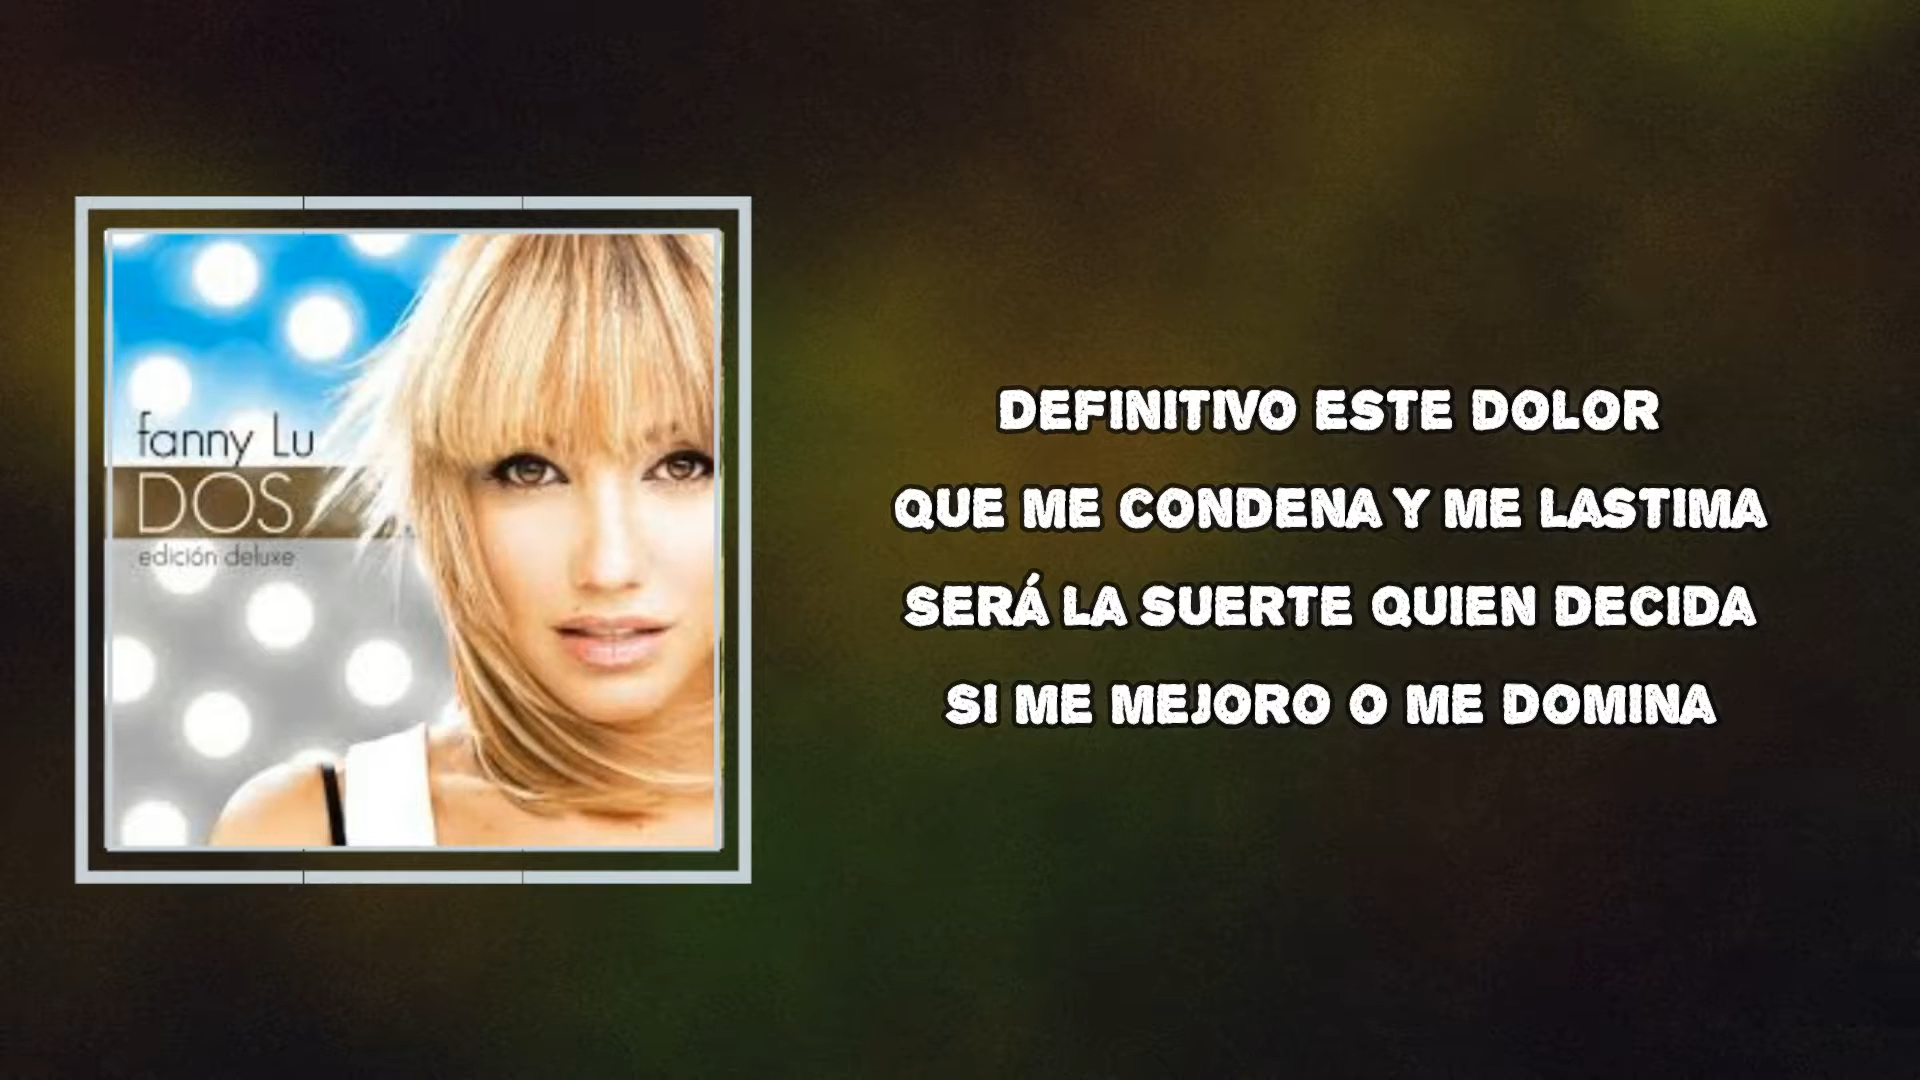 fanny Lu
DOS
edición deluxe
DEFINITIVO ESTE DOLOR
QUE ME CONDENA Y ME LASTIMA
SERÁ LA SUERTE QUIEN DECIDA
SI ME MEJORO O ME DOMINA